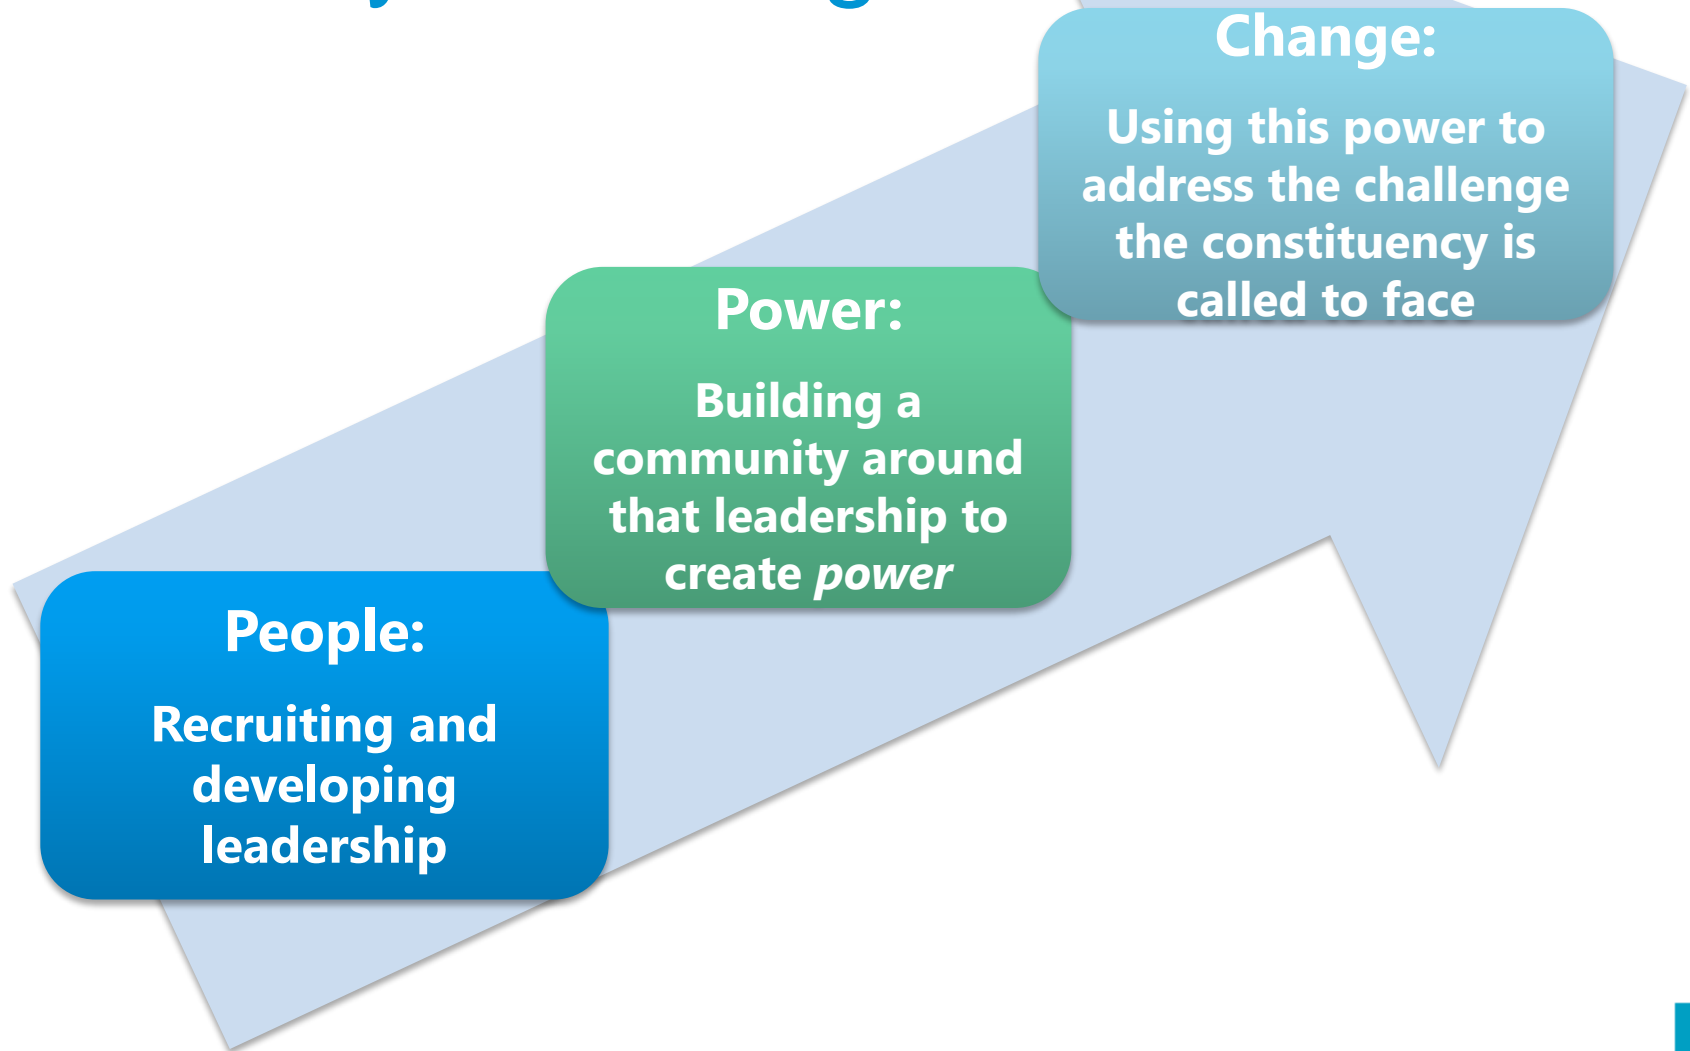 Change:
Using this power to
address the challenge
the constituency is
called to face
Power:
Building a
community around
that leadership to
create power
People:
Recruiting and
developing
leadership